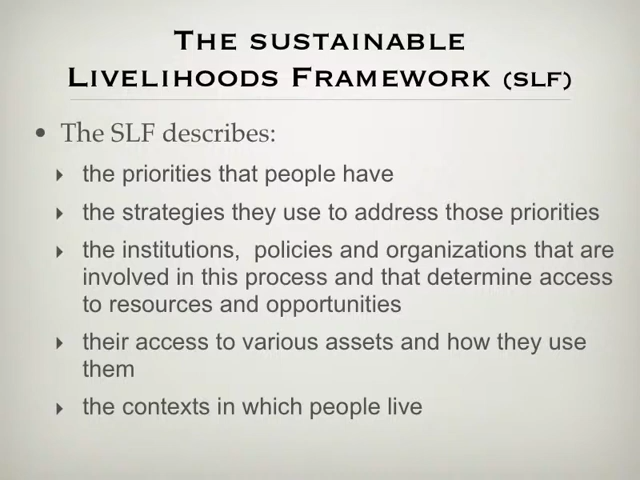 The sustainable
Livelihoods Framework (SLF)
• The SLF describes:
‣ the priorities that people have
‣ the strategies they use to address those priorities
‣ the institutions,  policies and organizations that are
involved in this process and that determine access
to resources and opportunities
‣ their access to various assets and how they use
them
‣ the contexts in which people live